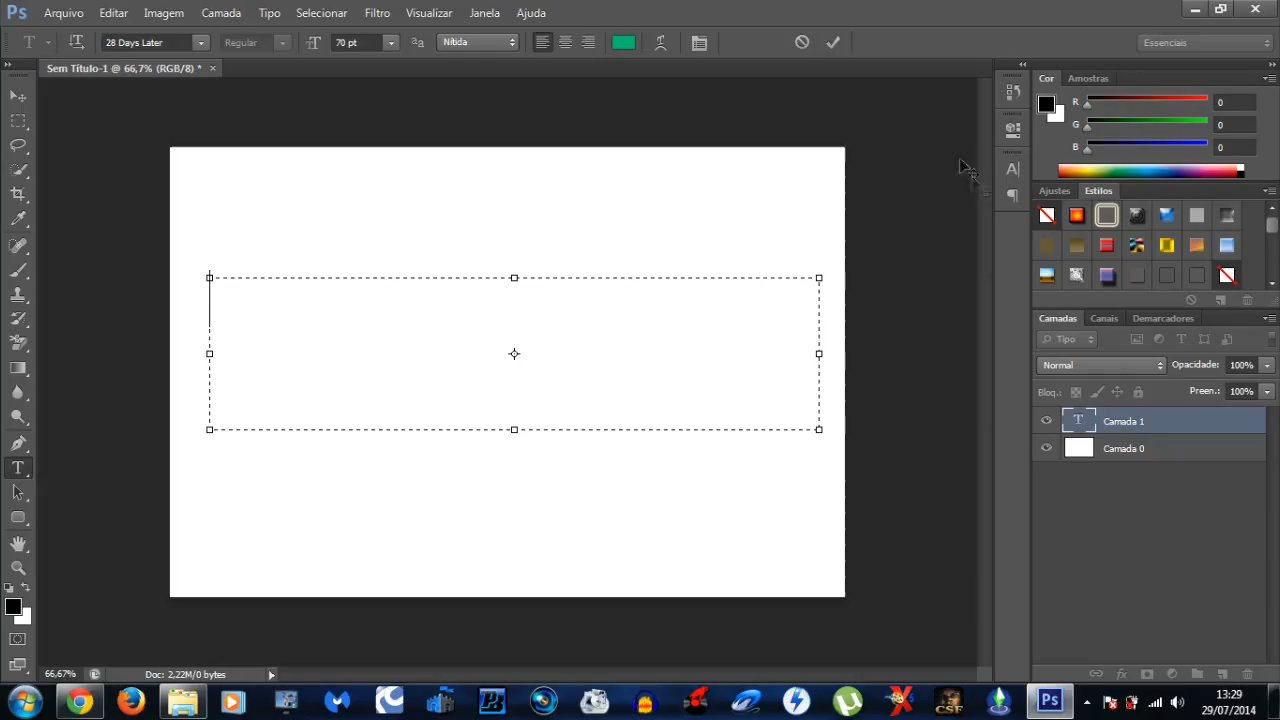 Ps Arquivo Editar Imagem Camada Tipo Selecionar Filtro Visualizar Janela Ajuda
T 28 Days Later Regular 70 pt aa Nítida Essenciais
Sem Título-1 @ 66,7% (RGB/8) * ×
Cor Amostras
R 0
G 0
B 0
Ajustes Estilos
Camadas Canais Demarcadores
Tipo
Normal Opacidade: 100%
Bloq.: Preen.: 100%
T Camada 1
Camada 0
66,67% Doc: 2,22M/0 bytes
Ps 13:29
29/07/2014